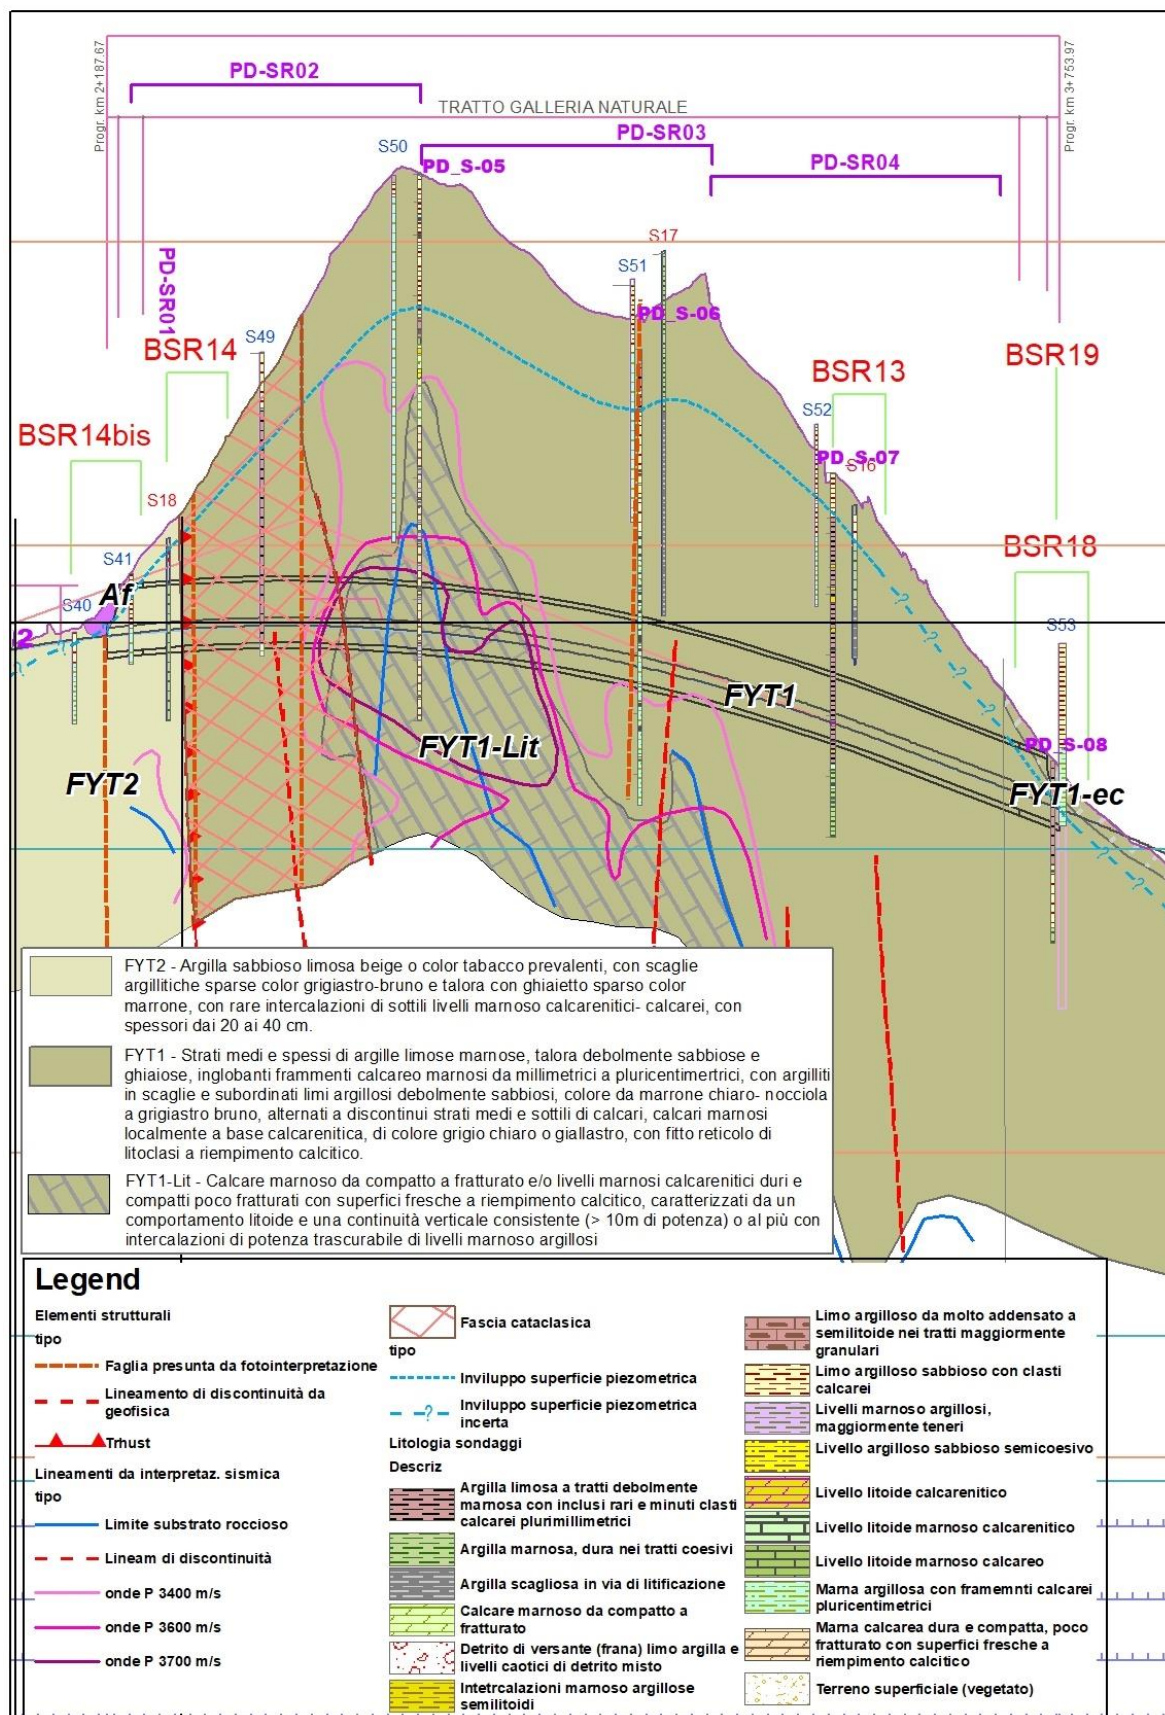 Progr. km 2+187.67
PD-SR02
TRATTO GALLERIA NATURALE
Progr. km 3+753.97
PD-SR03
S50
PD_S-05
PD-SR04
S17
S51
PD-SR01
PD_S-06
S49
BSR14
BSR19
BSR13
S52
BSR14bis
PD_S-07
S16
S18
BSR18
S41
Af
S40
S53
2
FYT1
FYT1-Lit
PD_S-08
FYT2
FYT1-ec
FYT2 - Argilla sabbioso limosa beige o color tabacco prevalenti, con scaglie
argillitiche sparse color grigiastro-bruno e talora con ghiaietto sparso color
marrone, con rare intercalazioni di sottili livelli marnoso calcarenitici- calcarei, con
spessori dai 20 ai 40 cm.
FYT1 - Strati medi e spessi di argille limose marnose, talora debolmente sabbiose e
ghiaiose, inglobanti frammenti calcareo marnosi da millimetrici a pluricentimertrici, con argilliti
in scaglie e subordinati limi argillosi debolmente sabbiosi, colore da marrone chiaro- nocciola
a grigiastro bruno, alternati a discontinui strati medi e sottili di calcari, calcari marnosi
localmente a base calcarenitica, di colore grigio chiaro o giallastro, con fitto reticolo di
litoclasi a riempimento calcitico.
FYT1-Lit - Calcare marnoso da compatto a fratturato e/o livelli marnosi calcarenitici duri e
compatti poco fratturati con superfici fresche a riempimento calcitico, caratterizzati da un
comportamento litoide e una continuità verticale consistente (> 10m di potenza) o al più con
intercalazioni di potenza trascurabile di livelli marnoso argillosi
Legend
Elementi strutturali
tipo
Faglia presunta da fotointerpretazione
Lineamento di discontinuità da
geofisica
Trhust
Lineamenti da interpretaz. sismica
tipo
Limite substrato roccioso
Lineam di discontinuità
onde P 3400 m/s
onde P 3600 m/s
onde P 3700 m/s
Fascia cataclasica
tipo
Inviluppo superficie piezometrica
?
Inviluppo superficie piezometrica
incerta
Litologia sondaggi
Descriz
Argilla limosa a tratti debolmente
marnosa con inclusi rari e minuti clasti
calcarei plurimillimetrici
Argilla marnosa, dura nei tratti coesivi
Argilla scagliosa in via di litificazione
Calcare marnoso da compatto a
fratturato
Detrito di versante (frana) limo argilla e
livelli caotici di detrito misto
Intetrcalazioni marnoso argillose
semilitoidi
Limo argilloso da molto addensato a
semilitoide nei tratti maggiormente
granulari
Limo argilloso sabbioso con clasti
calcarei
Livelli marnoso argillosi,
maggiormente teneri
Livello argilloso sabbioso semicoesivo
Livello litoide calcarenitico
Livello litoide marnoso calcarenitico
Livello litoide marnoso calcareo
Marna argillosa con framemnti calcarei
pluricentimetrici
Marna calcarea dura e compatta, poco
fratturato con superfici fresche a
riempimento calcitico
Terreno superficiale (vegetato)